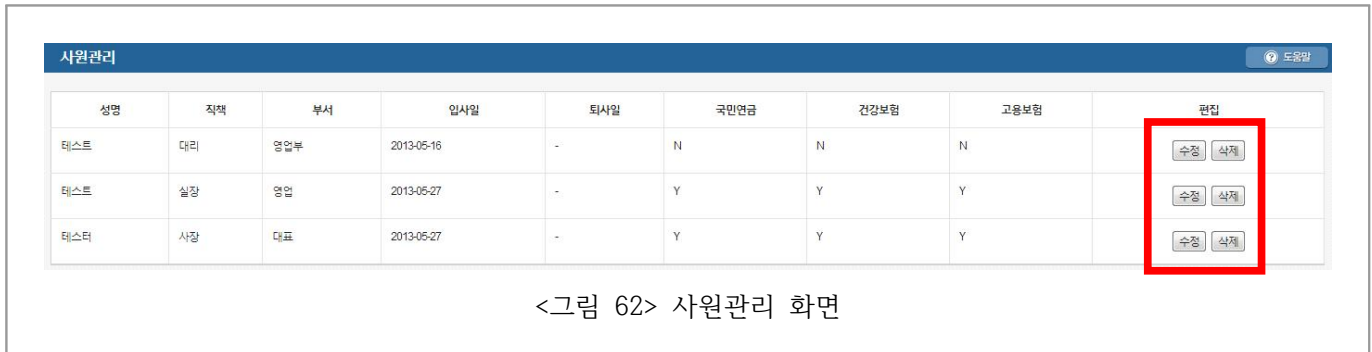 사원관리
도움말
성명 직책 부서 입사일 퇴사일 국민연금 건강보험 고용보험 편집
테스트 대리 영업부 2013-05-16 - N N N 수정 삭제
테스트 실장 영업 2013-05-27 - Y Y Y 수정 삭제
테스터 사장 대표 2013-05-27 - Y Y Y 수정 삭제
<그림 62> 사원관리 화면